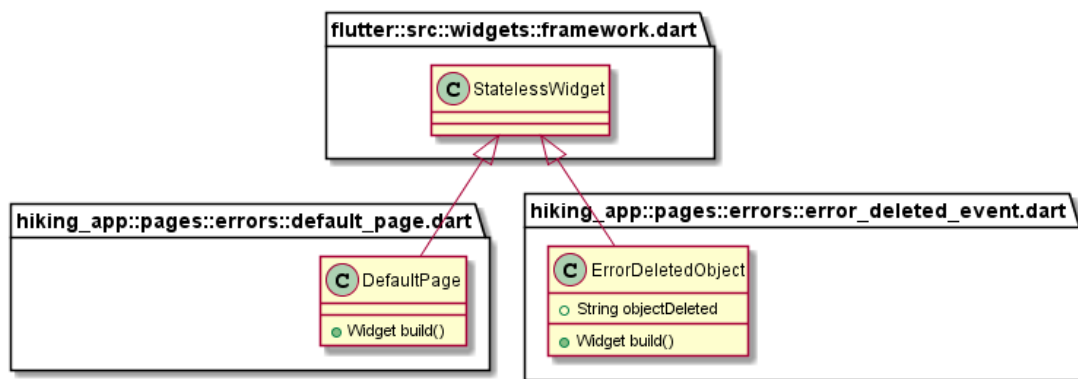 flutter::src::widgets::framework.dart
C StatelessWidget
hiking_app::pages::errors::default_page.dart
C DefaultPage
Widget build()
hiking_app::pages::errors::error_deleted_event.dart
C ErrorDeletedObject
String objectDeleted
Widget build()